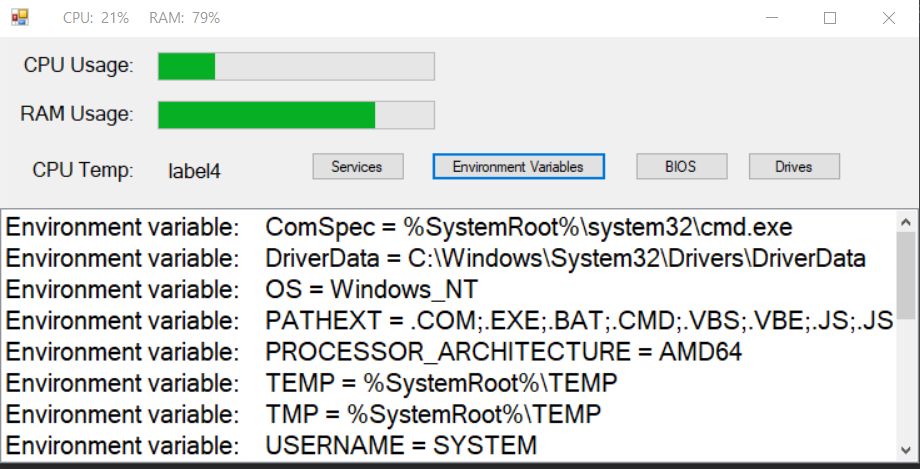 CPU: 21% RAM: 79%
CPU Usage:
RAM Usage:
CPU Temp: label4 Services Environment Variables BIOS Drives
Environment variable: ComSpec = %SystemRoot%\system32\cmd.exe
Environment variable: DriverData = C:\Windows\System32\Drivers\DriverData
Environment variable: OS = Windows_NT
Environment variable: PATHEXT = .COM;.EXE;.BAT;.CMD;.VBS;.VBE;.JS;.JS
Environment variable: PROCESSOR_ARCHITECTURE = AMD64
Environment variable: TEMP = %SystemRoot%\TEMP
Environment variable: TMP = %SystemRoot%\TEMP
Environment variable: USERNAME = SYSTEM